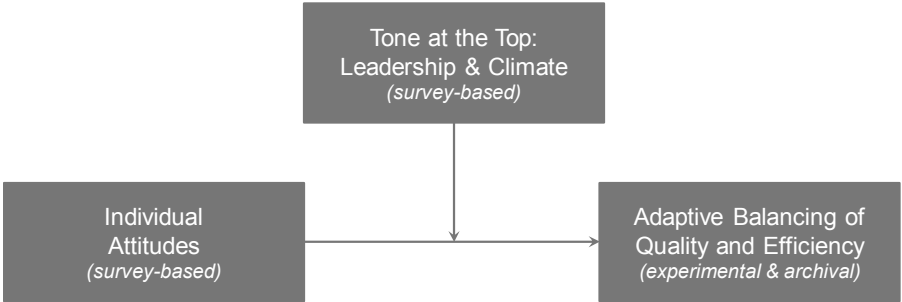 Tone at the Top:
Leadership & Climate
(survey-based)
Individual
Attitudes
(survey-based)
Adaptive Balancing of
Quality and Efficiency
(experimental & archival)